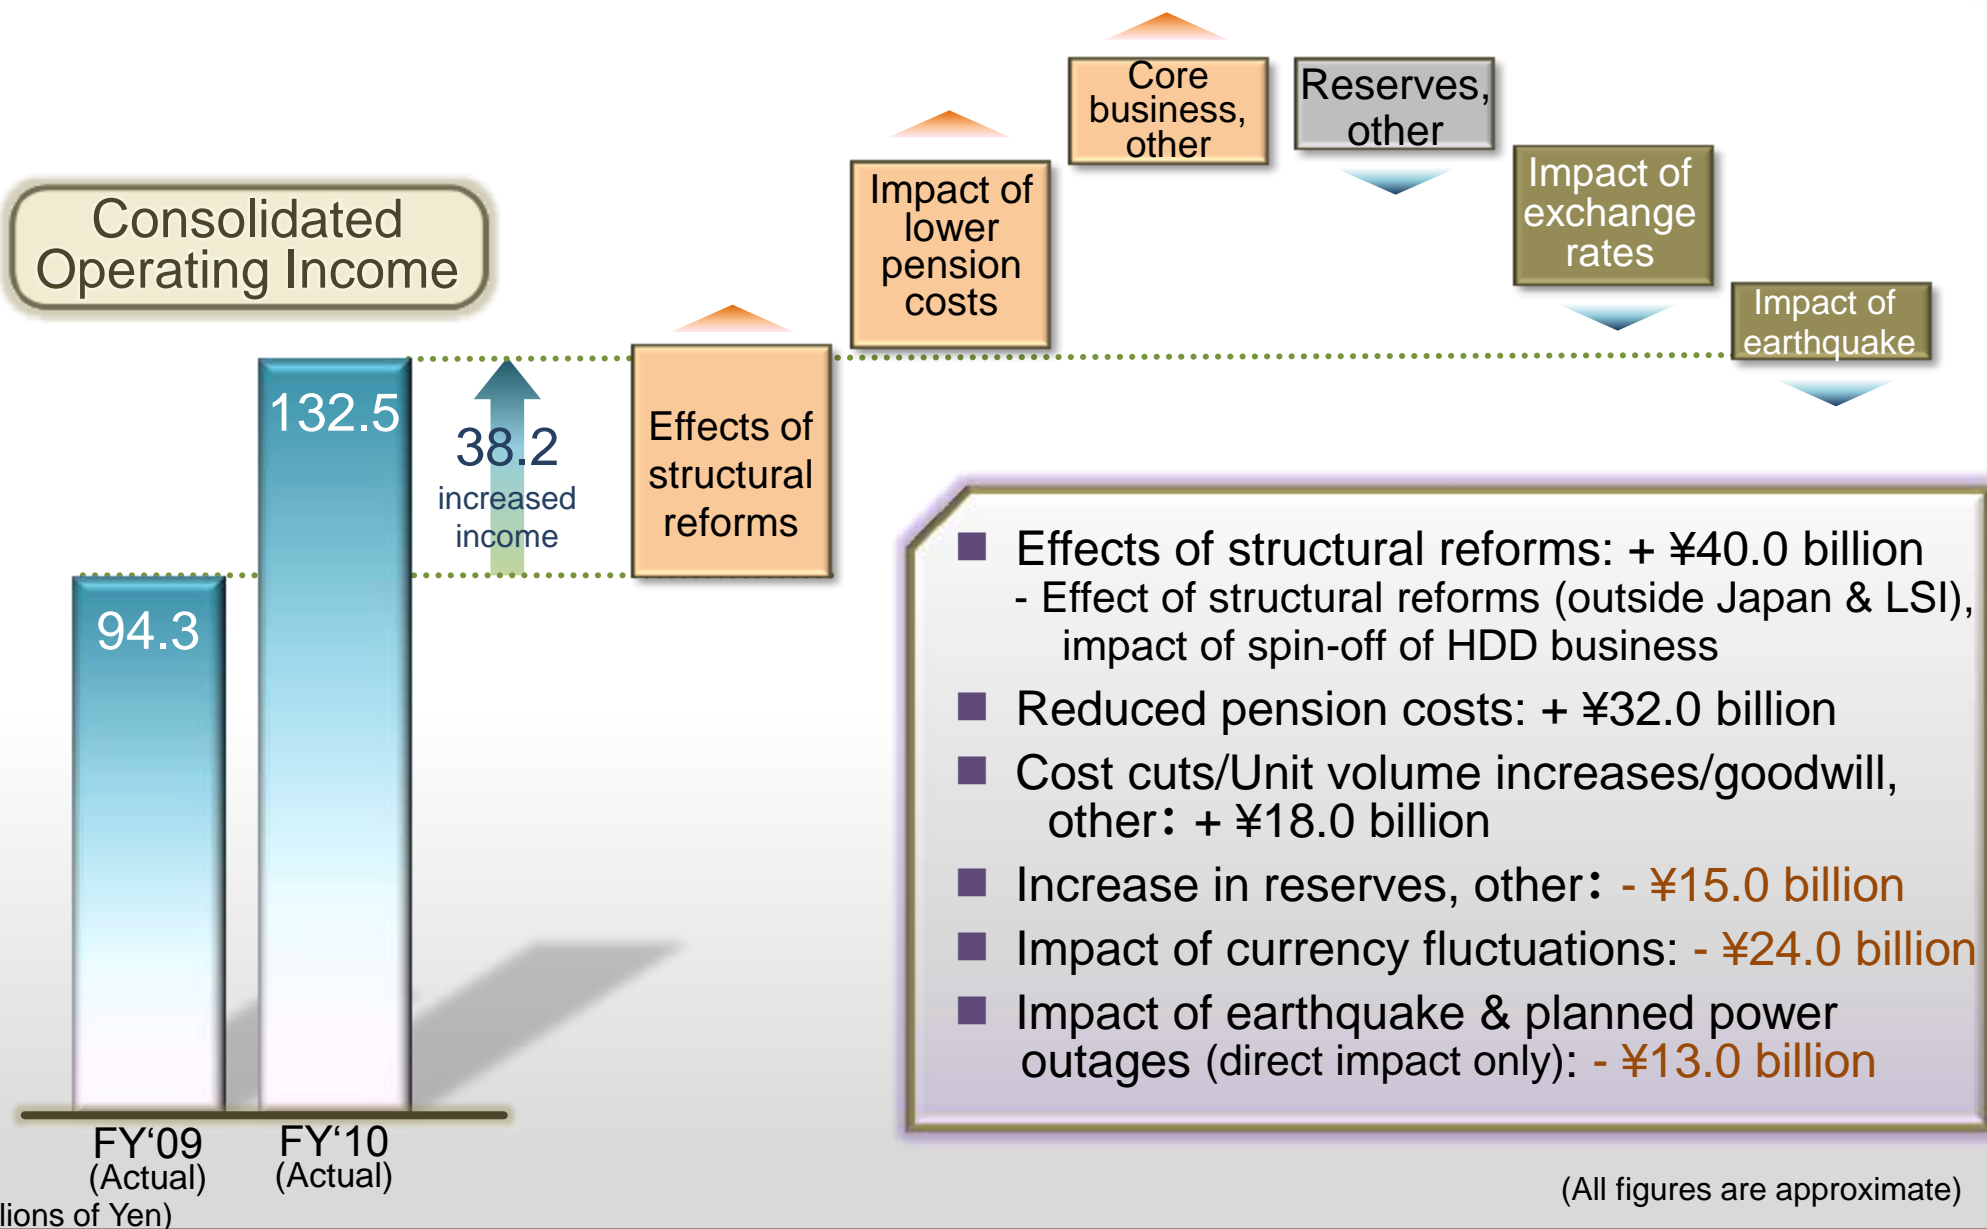 Consolidated
Operating Income
132.5
94.3
38.2
increased
income
Effects of
structural
reforms
Impact of
lower
pension
costs
Core
business,
other
Reserves,
other
Impact of
exchange
rates
Impact of
earthquake
■ Effects of structural reforms: + ¥40.0 billion
- Effect of structural reforms (outside Japan & LSI),
impact of spin-off of HDD business
■ Reduced pension costs: + ¥32.0 billion
■ Cost cuts/Unit volume increases/goodwill,
other: + ¥18.0 billion
■ Increase in reserves, other: - ¥15.0 billion
■ Impact of currency fluctuations: - ¥24.0 billion
■ Impact of earthquake & planned power
outages (direct impact only): - ¥13.0 billion
FY‘09
(Actual)
FY‘10
(Actual)
of Yen)
(All figures are approximate)